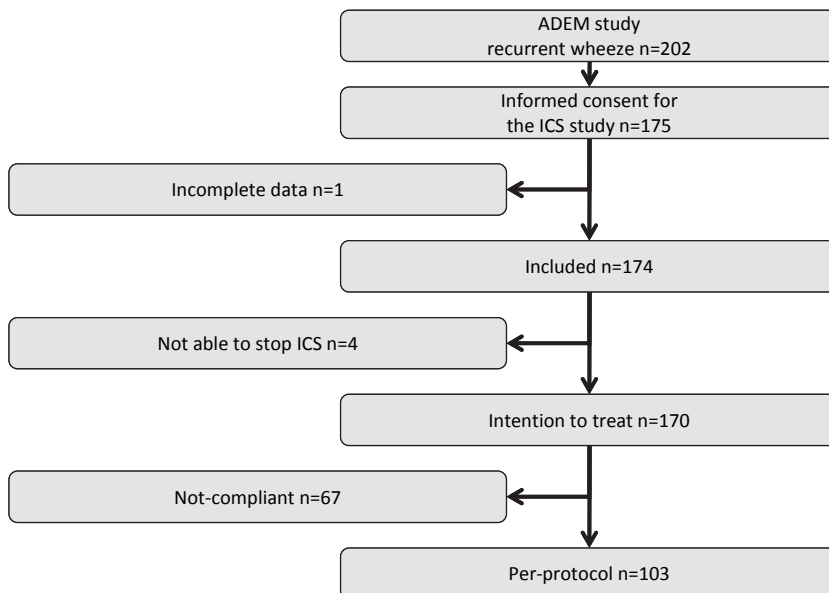 ADEM study
recurrent wheeze n=202
Informed consent for
the ICS study n=175
Incomplete data n=1
Included n=174
Not able to stop ICS n=4
Intention to treat n=170
Not-compliant n=67
Per-protocol n=103